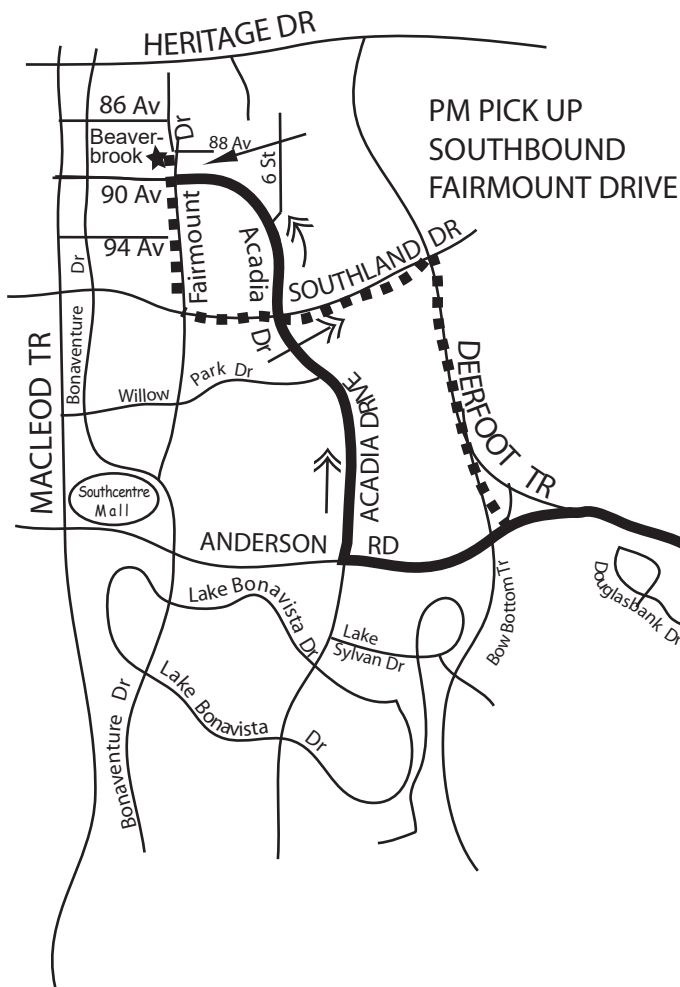 HERITAGE DR
86 Av
Beaver-
brook
Dr
88 Av
6 St
PM PICK UP
SOUTHBOUND
FAIRMOUNT DRIVE
90 Av
94 Av
Fairmount
Acadia
Dr
SOUTHLAND DR
Bonaventure
Dr
MACLEOD TR
Willow
Park Dr
ACADIA DRIVE
DEERFOOT TR
Southcentre
Mall
ANDERSON RD
Lake Bonavista Dr
Lake
Sylvan Dr
Bow Bottom Tr
Douglasbank Dr
Lake Bonavista Dr
Bonaventure Dr